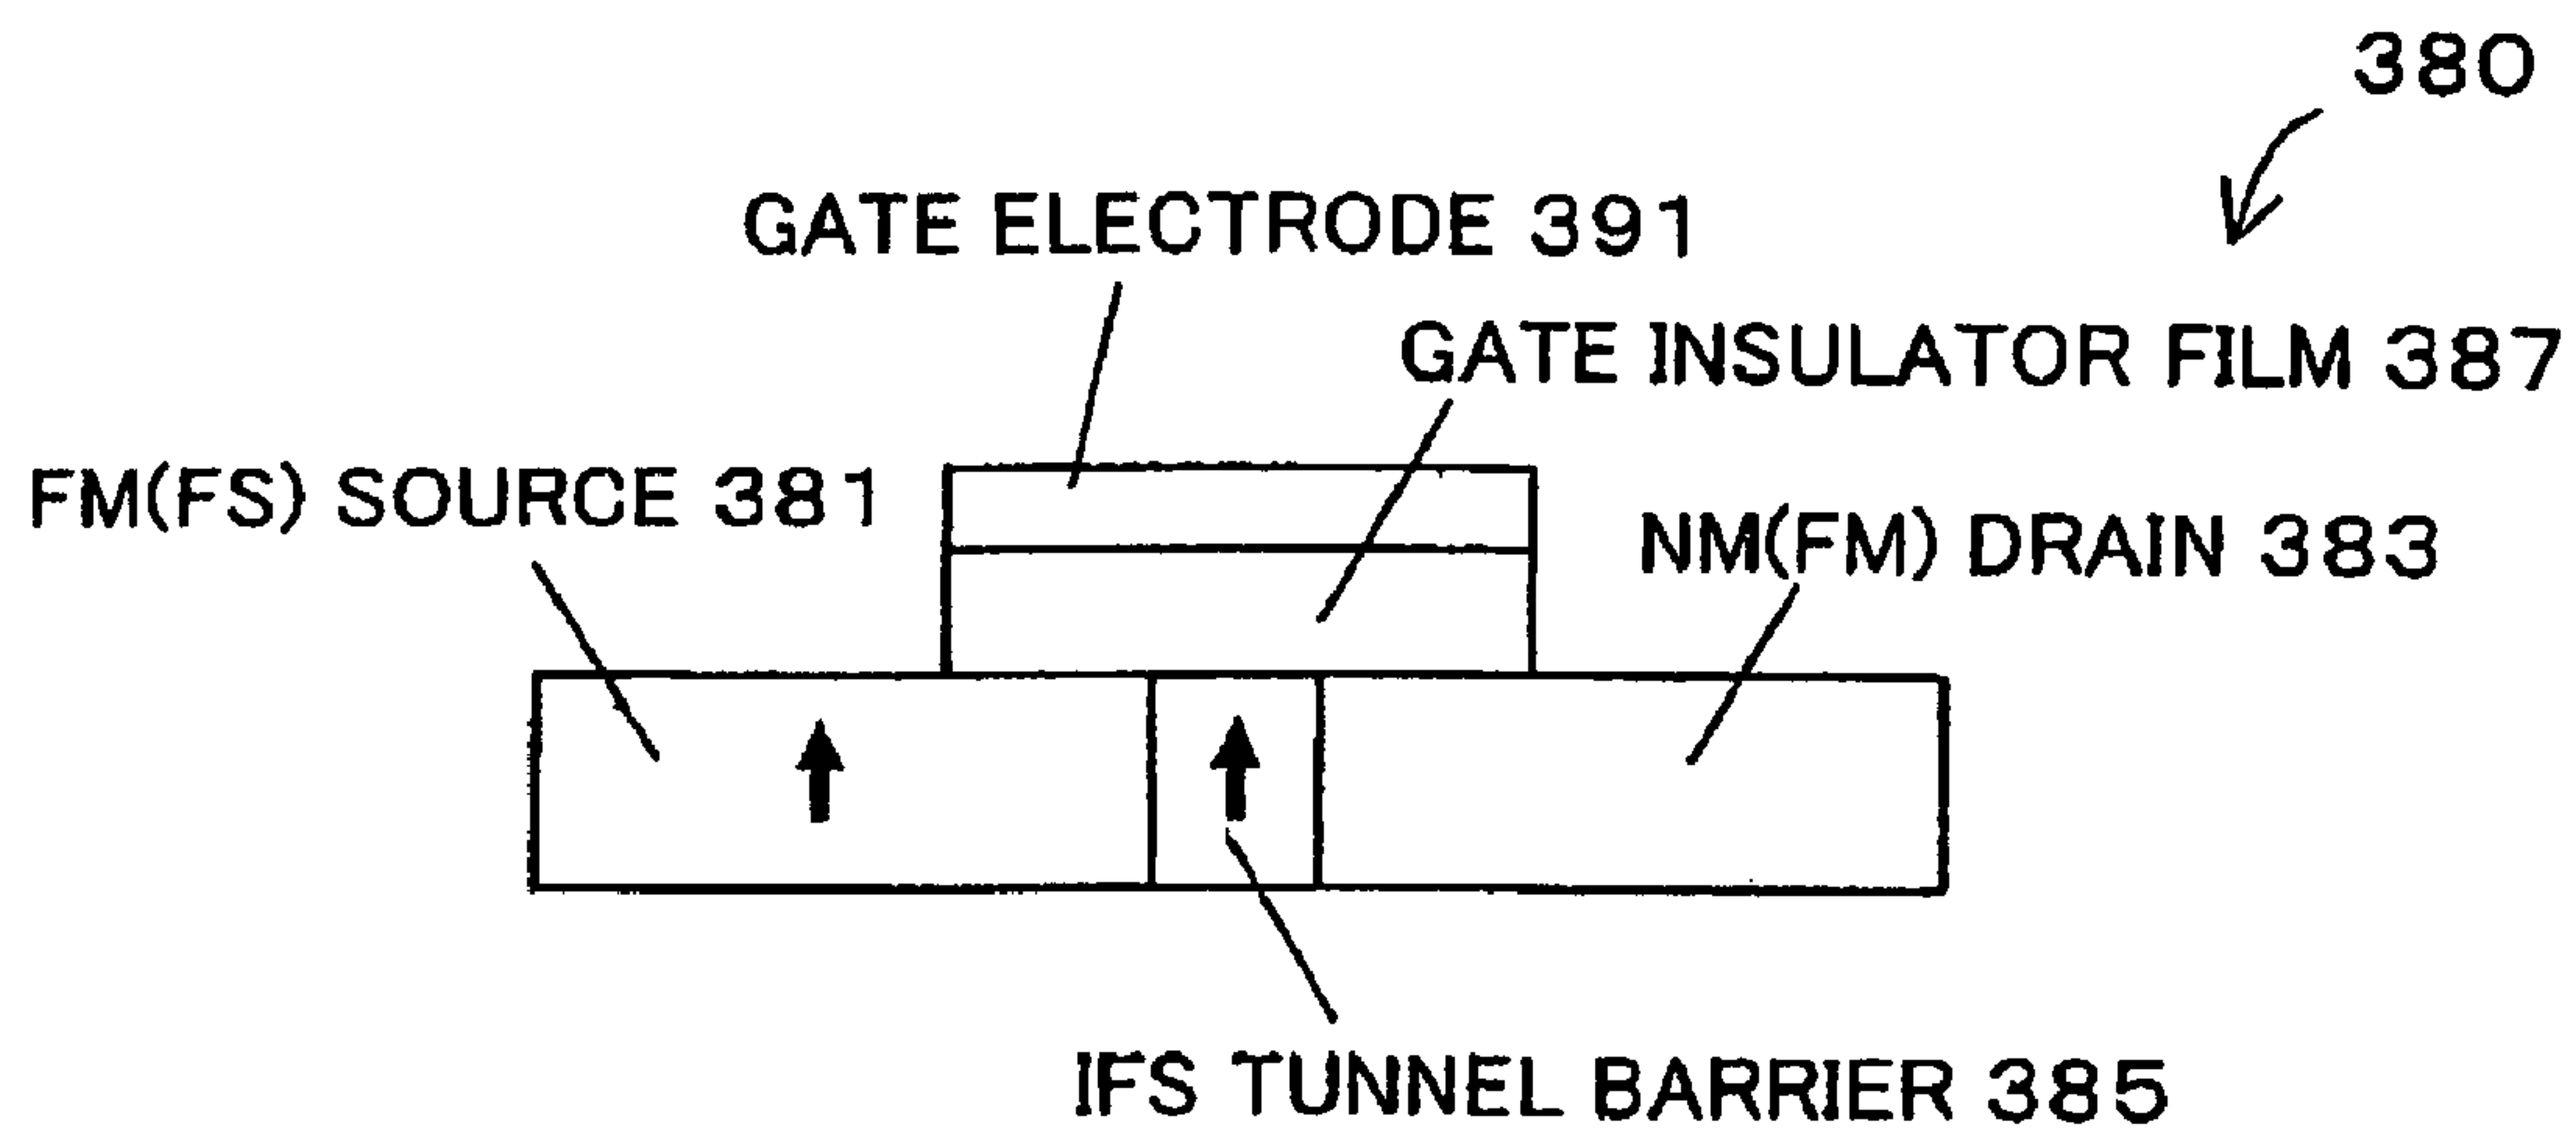 380
GATE ELECTRODE 391
GATE INSULATOR FILM 387
FM(FS) SOURCE 381
NM(FM) DRAIN 383
IFS TUNNEL BARRIER 385